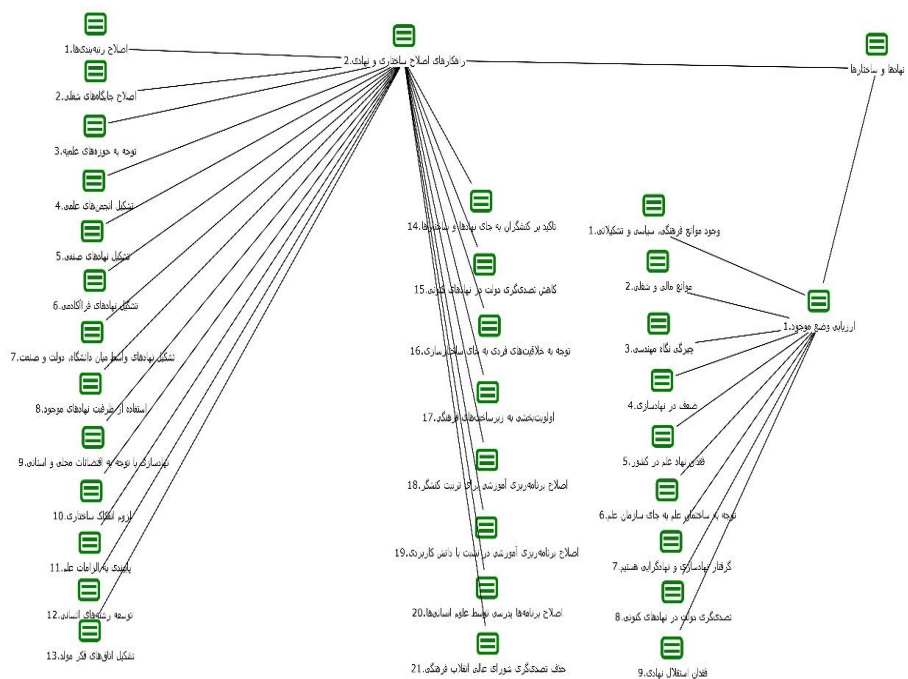 نهادها و ساختارها
ارزیابی وضع موجود.1
وجود موانع فرهنگی، سیاسی و تشکیلاتی.1
موانع مالی و شغلی.2
چیرگی نگاه مهندسی.3
ضعف در نهادسازی.4
فقدان نهاد علم در کشور.5
توجه به ساختمان علم به جای سازمان علم.6
گرفتار نهادسازی و نهادگرایی هستیم.7
تصدی‌گری دولت در نهادهای کنونی.8
فقدان استقلال نهادی.9
راهکارهای اصلاح ساختاری و نهادی.2
اصلاح رتبه‌بندی‌ها.1
اصلاح جایگاه‌های شغلی.2
توجه به حوزه‌های علمیه.3
تشکیل انجمن‌های علمی.4
تشکیل نهادهای صنفی.5
تشکیل نهادهای فراآکادمی.6
تشکیل نهادهای واسط میان دانشگاه، دولت و صنعت.7
استفاده از ظرفیت نهادهای موجود.8
نهادسازی با توجه به اقتضائات محلی و استانی.9
لزوم انفکاک ساختاری.10
پایبندی به الزامات علم.11
توسعه رشته‌های انسانی.12
تشکیل اتاق‌های فکر مولد.13
تاکید بر کنشگران به جای نهادها و ساختارها.14
کاهش تصدی‌گری دولت در نهادهای کنونی.15
توجه به خلاقیت‌های فردی به جای ساختارسازی.16
اولویت‌بخشی به زیرساخت‌های فرهنگی.17
اصلاح برنامه‌ریزی آموزشی برای تربیت کنشگر.18
اصلاح برنامه‌ریزی آموزشی در نسبت با دانش کاربردی.19
اصلاح برنامه‌ها پدرسی توسط علوم انسانی‌ها.20
حذف تصدی‌گری شورای عالی انقلاب فرهنگی.21